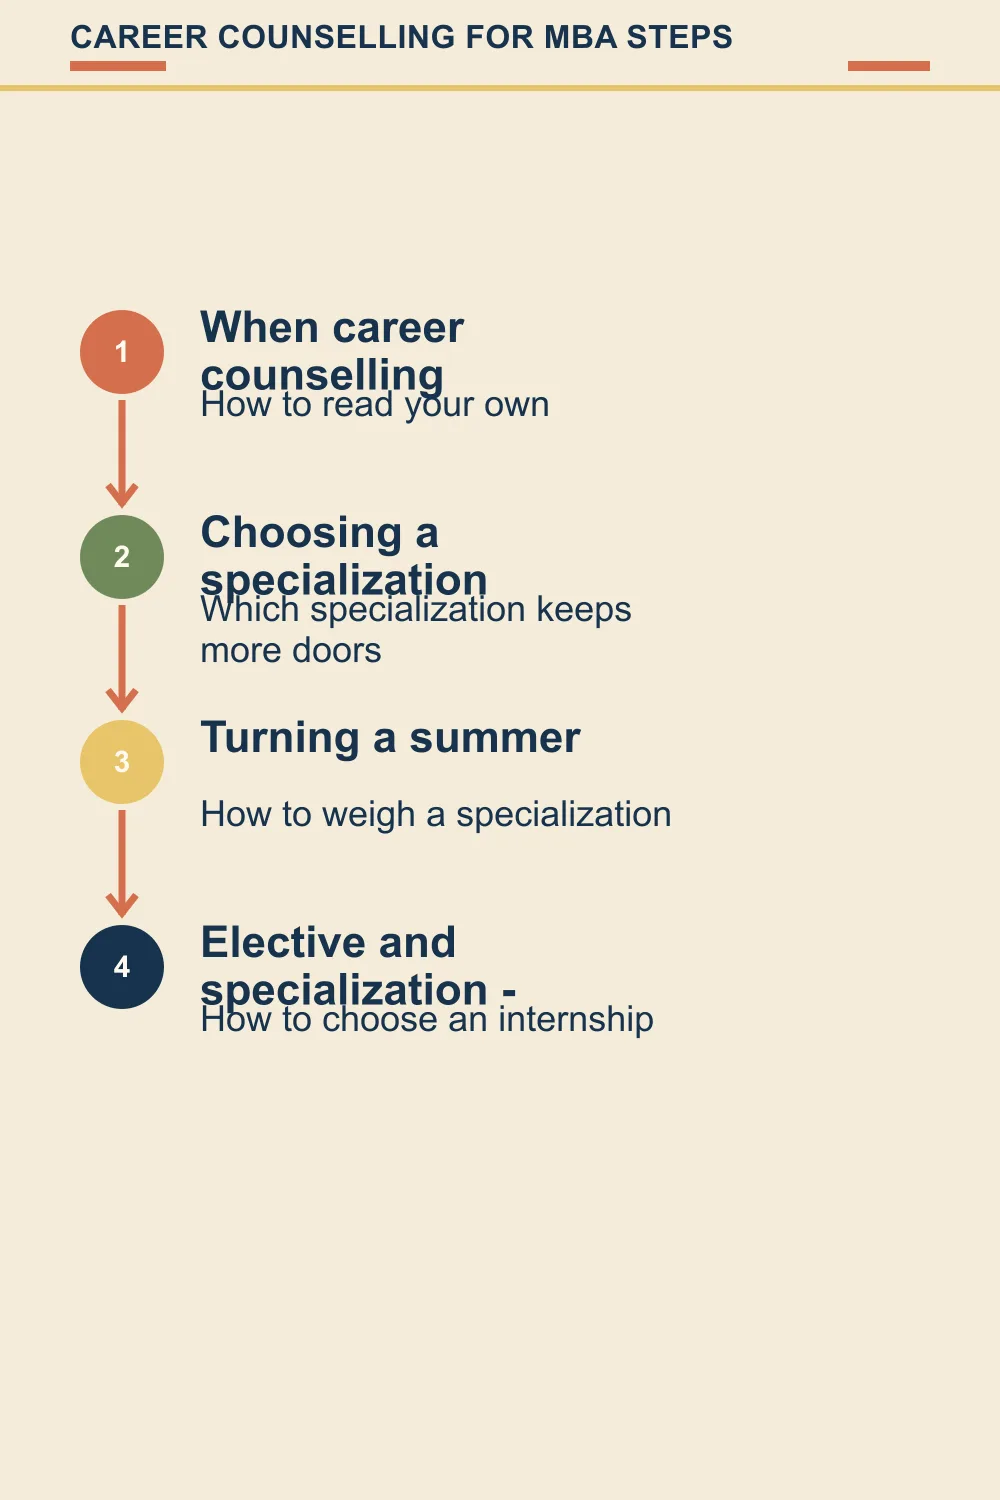 CAREER COUNSELLING FOR MBA STEPS
1
When career
counselling
How to read your own
2
Choosing a
specialization
Which specialization keeps
more doors
3
Turning a summer
How to weigh a specialization
4
Elective and
specialization -
How to choose an internship